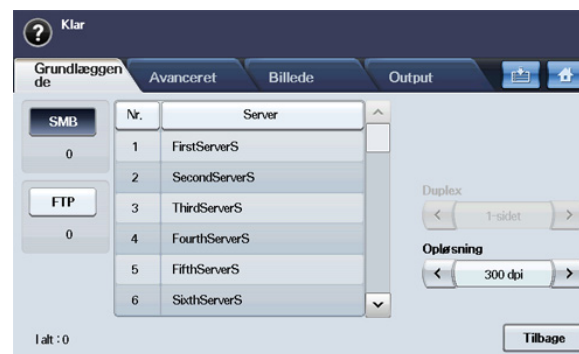 Klar
Grundlæggende
Avanceret
Billede
Output
SMB
0
FTP
0
Nr. Server
1 FirstServerS
2 SecondServerS
3 ThirdServerS
4 FourthServerS
5 FifthServerS
6 SixthServerS
Duplex
1-sidet
Opløsning
300 dpi
I alt : 0
Tilbage